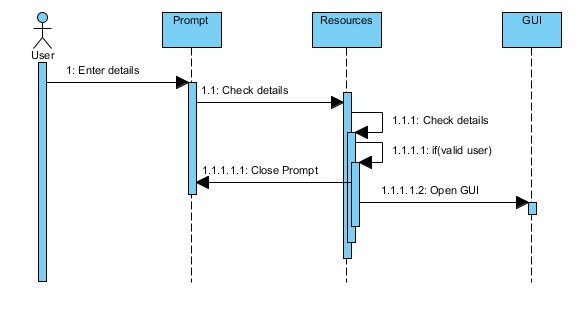 Prompt
Resources
GUI
User
1: Enter details
1.1: Check details
1.1.1: Check details
1.1.1.1: if(valid user)
1.1.1.1.1: Close Prompt
1.1.1.1.2: Open GUI